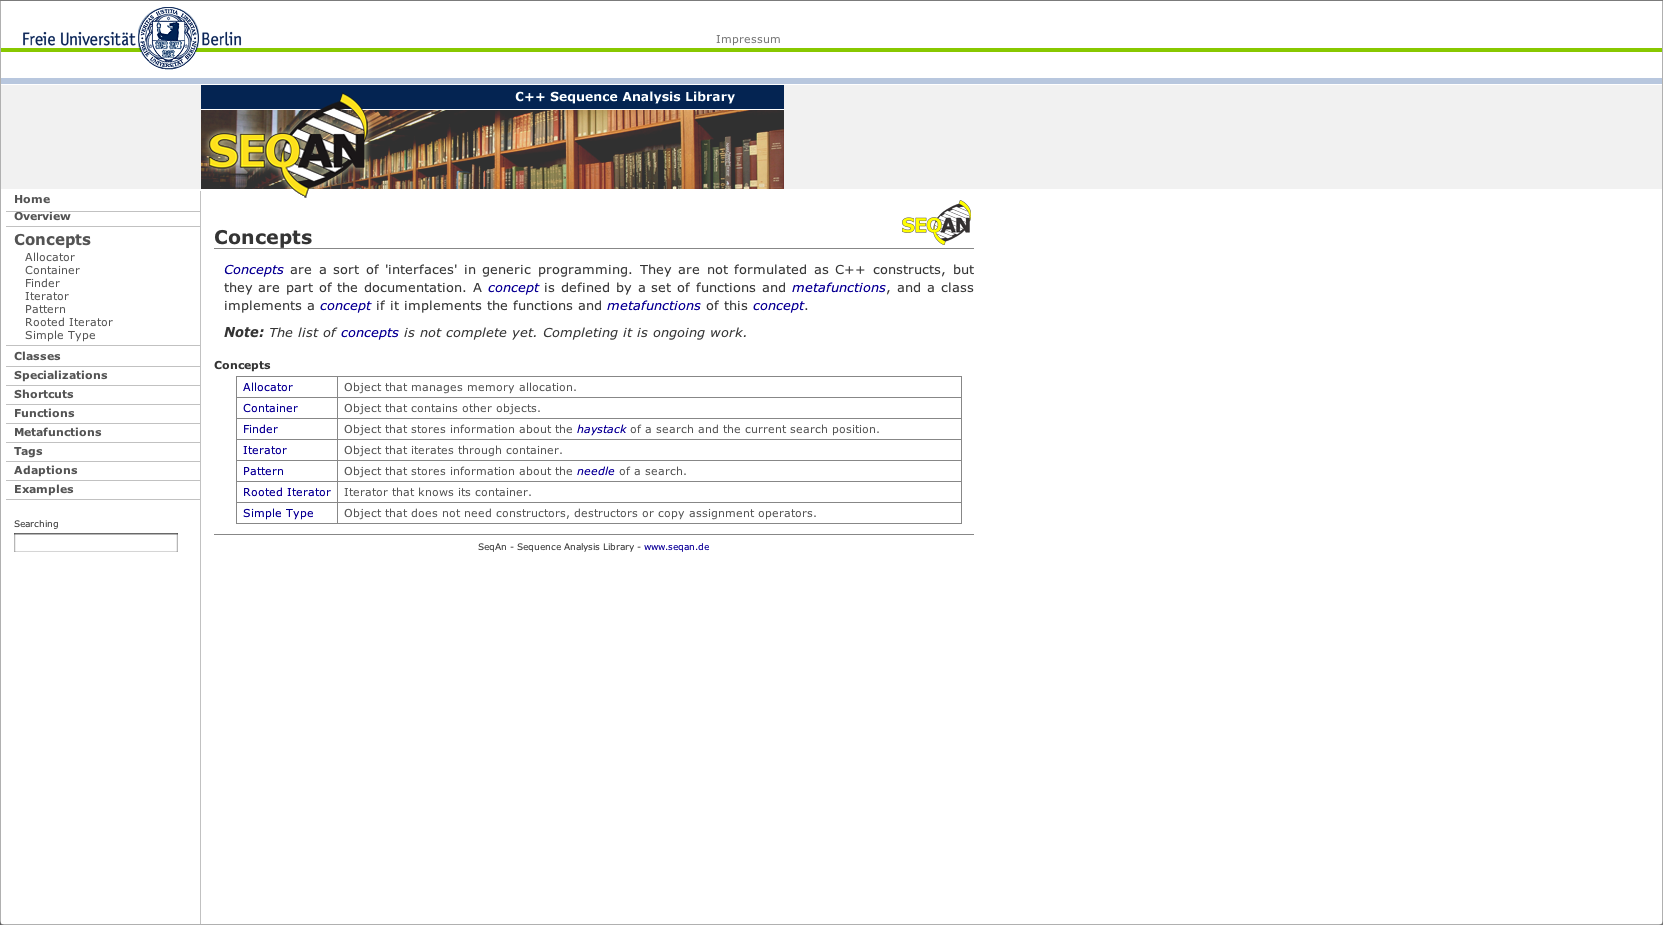 Freie Universität Berlin
Impressum
C++ Sequence Analysis Library
SEQAN
Home
Overview
Concepts
Allocator
Container
Finder
Iterator
Pattern
Rooted Iterator
Simple Type
Classes
Specializations
Shortcuts
Functions
Metafunctions
Tags
Adaptions
Examples
Searching
SEQAN
Concepts
Concepts are a sort of 'interfaces' in generic programming. They are not formulated as C++ constructs, but
they are part of the documentation. A concept is defined by a set of functions and metafunctions, and a class
implements a concept if it implements the functions and metafunctions of this concept.
Note: The list of concepts is not complete yet. Completing it is ongoing work.
Concepts
Allocator Object that manages memory allocation.
Container Object that contains other objects.
Finder Object that stores information about the haystack of a search and the current search position.
Iterator Object that iterates through container.
Pattern Object that stores information about the needle of a search.
Rooted Iterator Iterator that knows its container.
Simple Type Object that does not need constructors, destructors or copy assignment operators.
SeqAn - Sequence Analysis Library - www.seqan.de